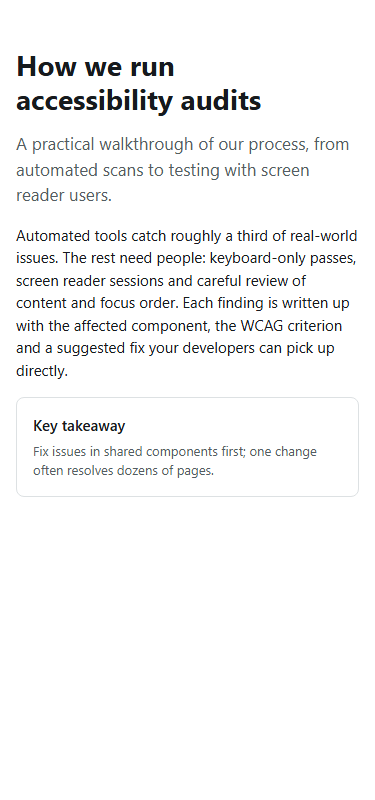 How we run
accessibility audits
A practical walkthrough of our process, from
automated scans to testing with screen
reader users.
Automated tools catch roughly a third of real-world
issues. The rest need people: keyboard-only passes,
screen reader sessions and careful review of
content and focus order. Each finding is written up
with the affected component, the WCAG criterion
and a suggested fix your developers can pick up
directly.
Key takeaway
Fix issues in shared components first; one change
often resolves dozens of pages.